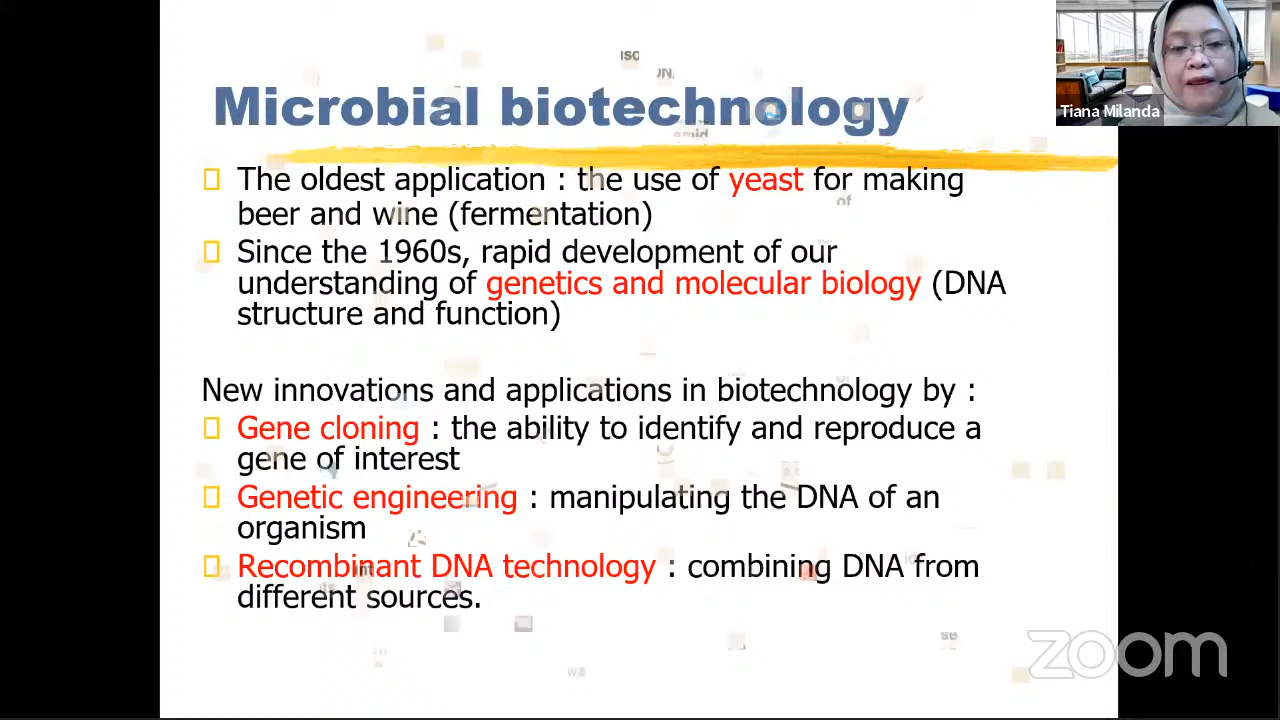 Microbial biotechnology
The oldest application : the use of yeast for making
beer and wine (fermentation)
Since the 1960s, rapid development of our
understanding of genetics and molecular biology (DNA
structure and function)
New innovations and applications in biotechnology by :
Gene cloning : the ability to identify and reproduce a
gene of interest
Genetic engineering : manipulating the DNA of an
organism
Recombinant DNA technology : combining DNA from
different sources.
Tiana Milanda
zoom